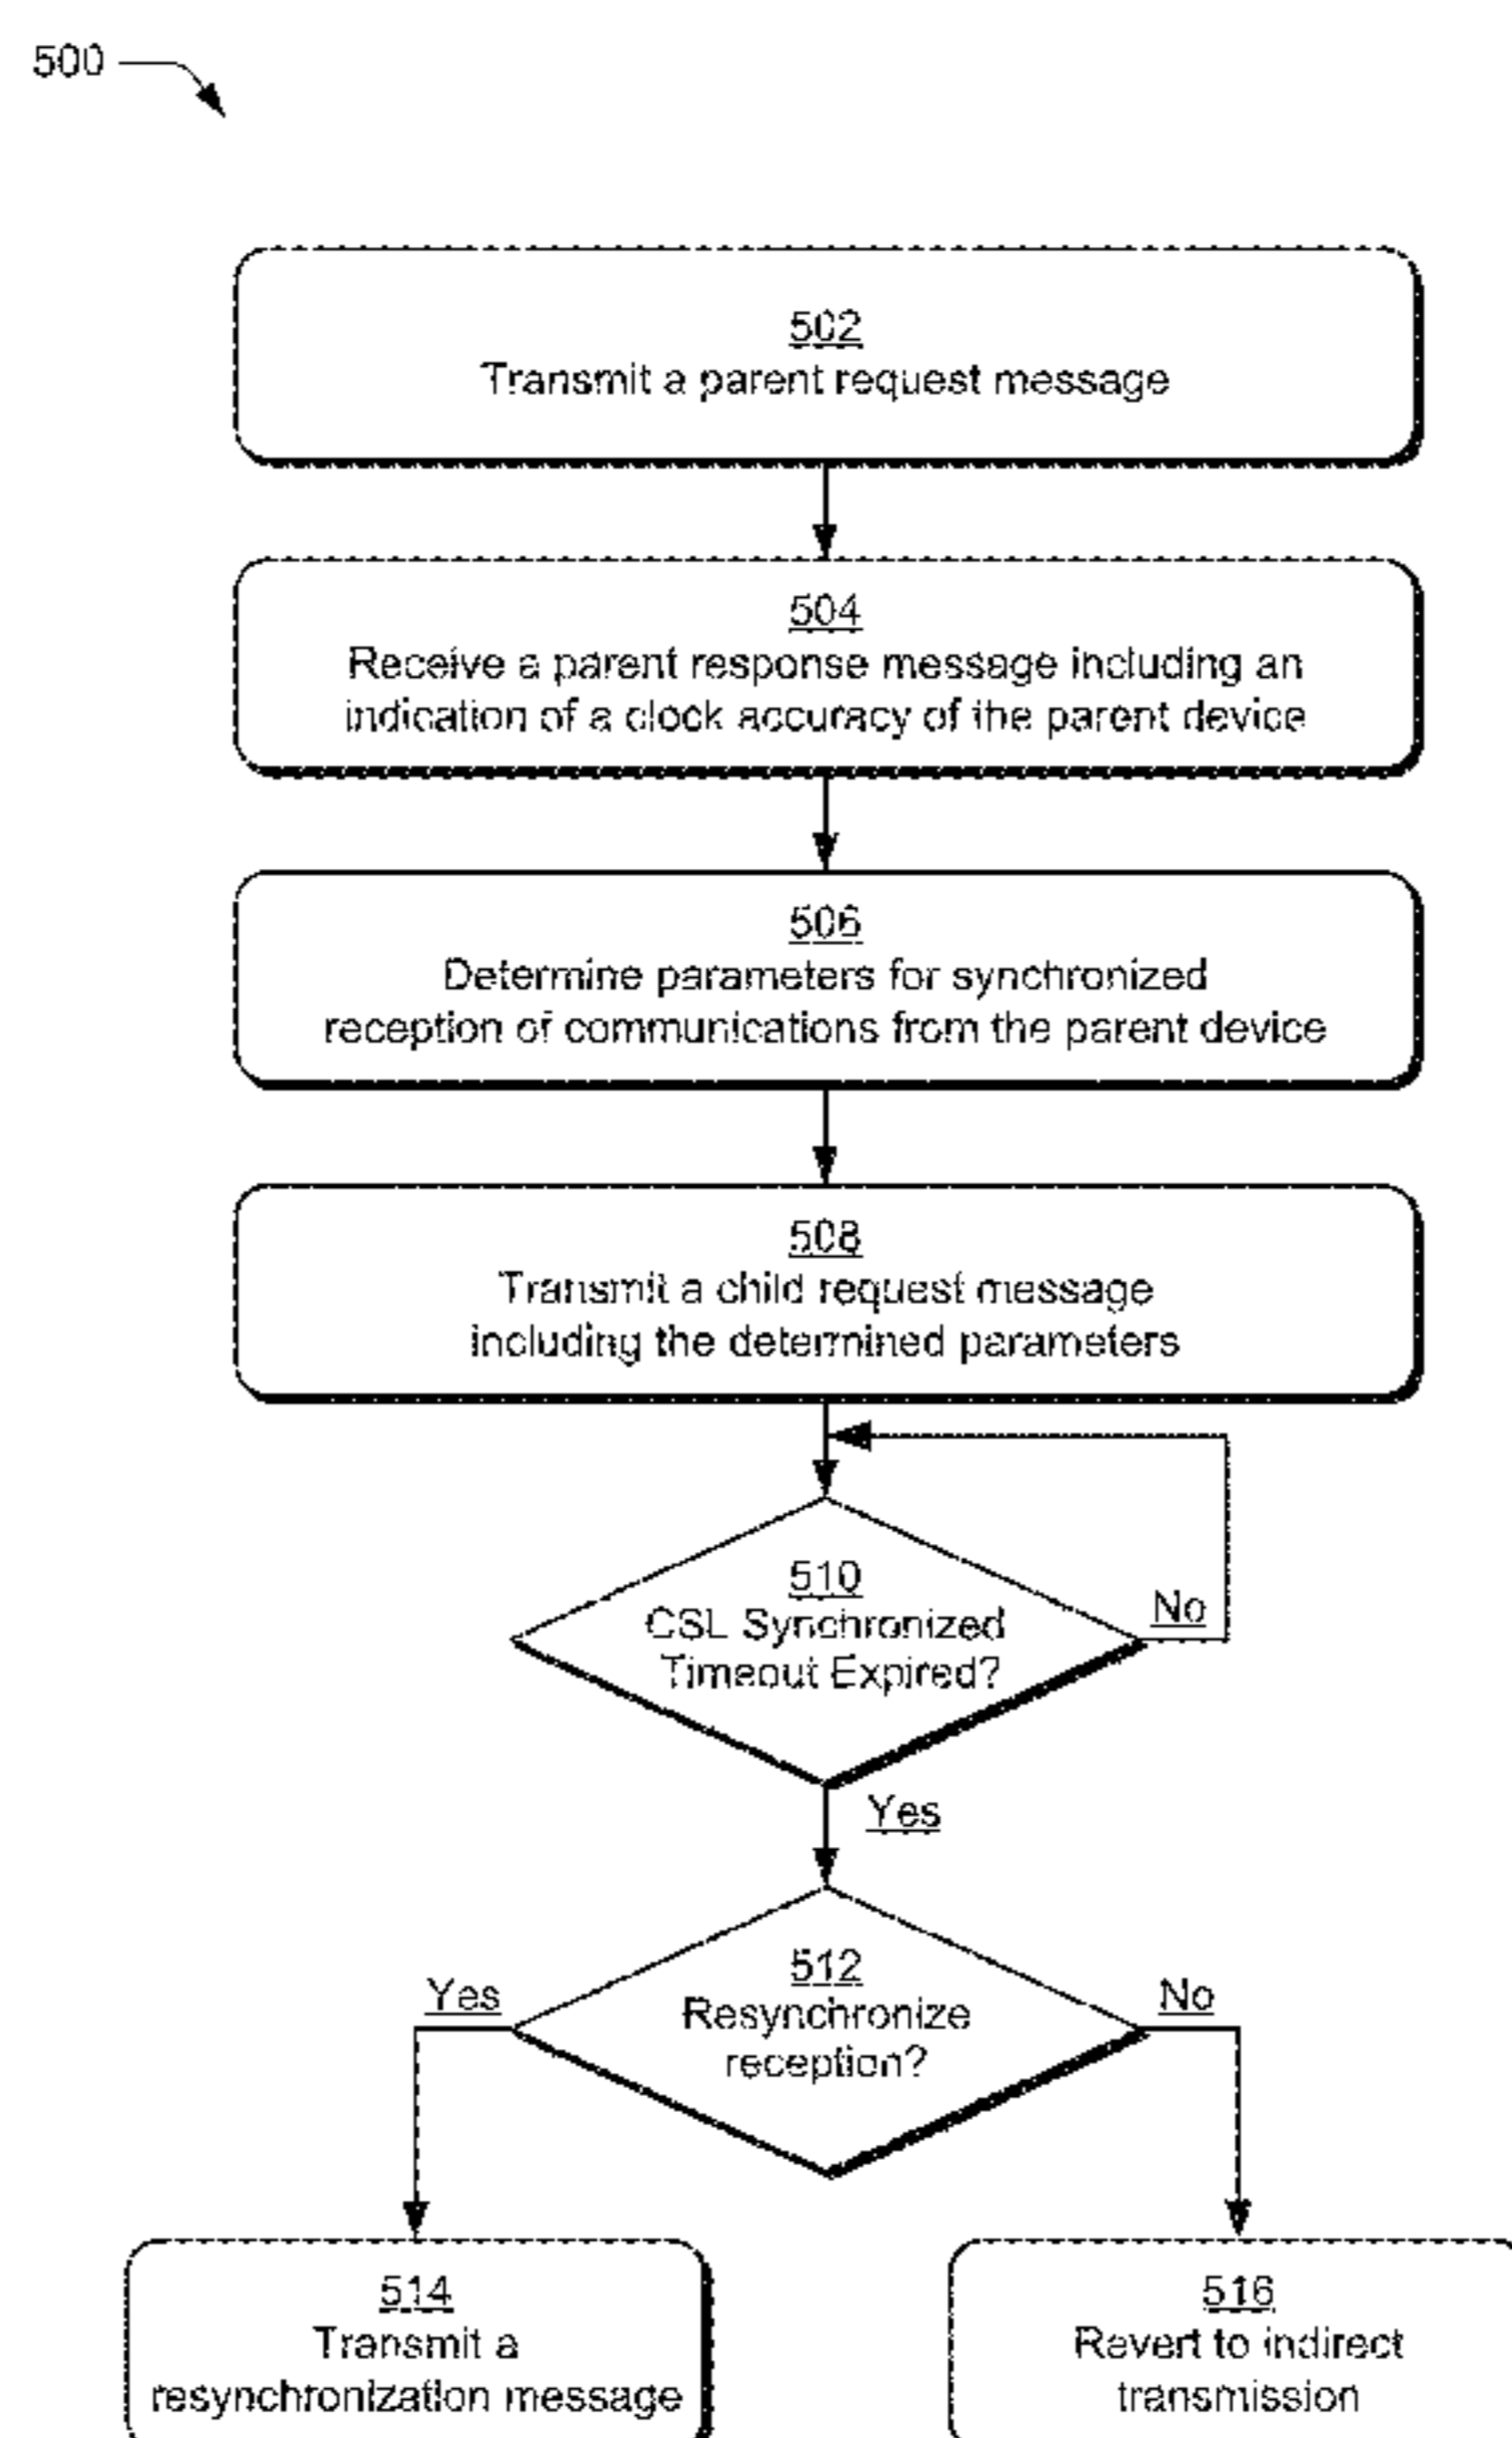 500
502
Transmit a parent request message
504
Receive a parent response message including an
indication of a clock accuracy of the parent device
506
Determine parameters for synchronized
reception of communications from the parent device
508
Transmit a child request message
including the determined parameters
510
CSL Synchronized
Timeout Expired?
No
Yes
512
Resynchronize
reception?
Yes
No
514
Transmit a
resynchronization message
516
Revert to indirect
transmission